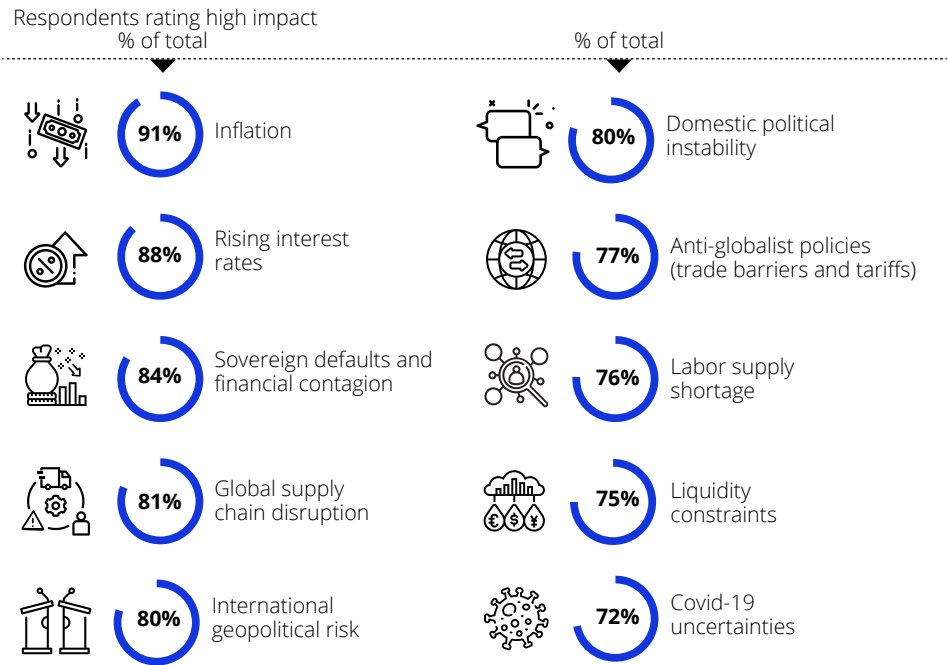 Respondents rating high impact
% of total
91%
Inflation
88%
Rising interest
rates
84%
Sovereign defaults and
financial contagion
81%
Global supply
chain disruption
80%
International
geopolitical risk
% of total
80%
Domestic political
instability
77%
Anti-globalist policies
(trade barriers and tariffs)
76%
Labor supply
shortage
75%
Liquidity
constraints
72%
Covid-19
uncertainties